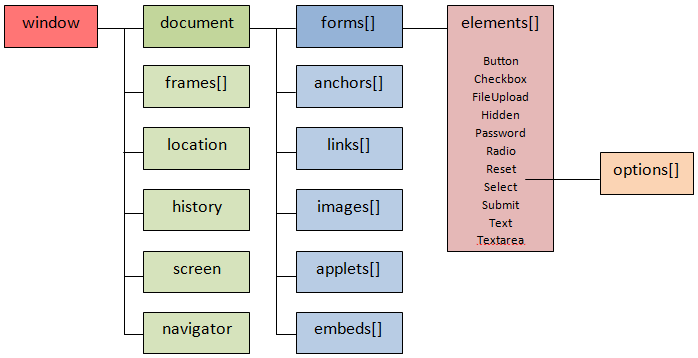 window
document
forms[]
elements[]
frames[]
anchors[]
location
links[]
history
images[]
screen
applets[]
navigator
embeds[]
Button
Checkbox
FileUpload
Hidden
Password
Radio
Reset
Select
Submit
Text
Textarea
options[]